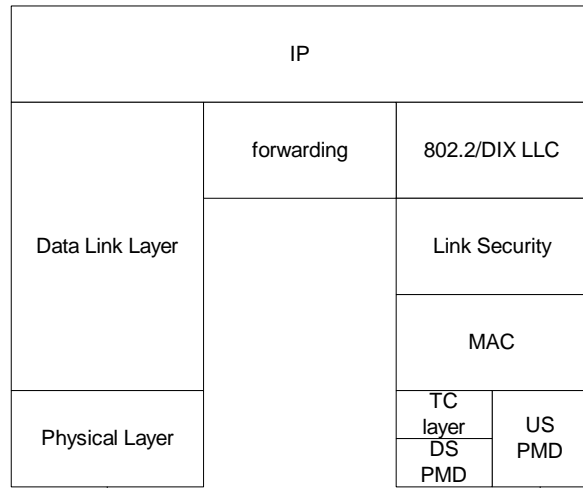 IP
forwarding
802.2/DIX LLC
Data Link Layer
Link Security
MAC
Physical Layer
TC
layer
DS
PMD
US
PMD